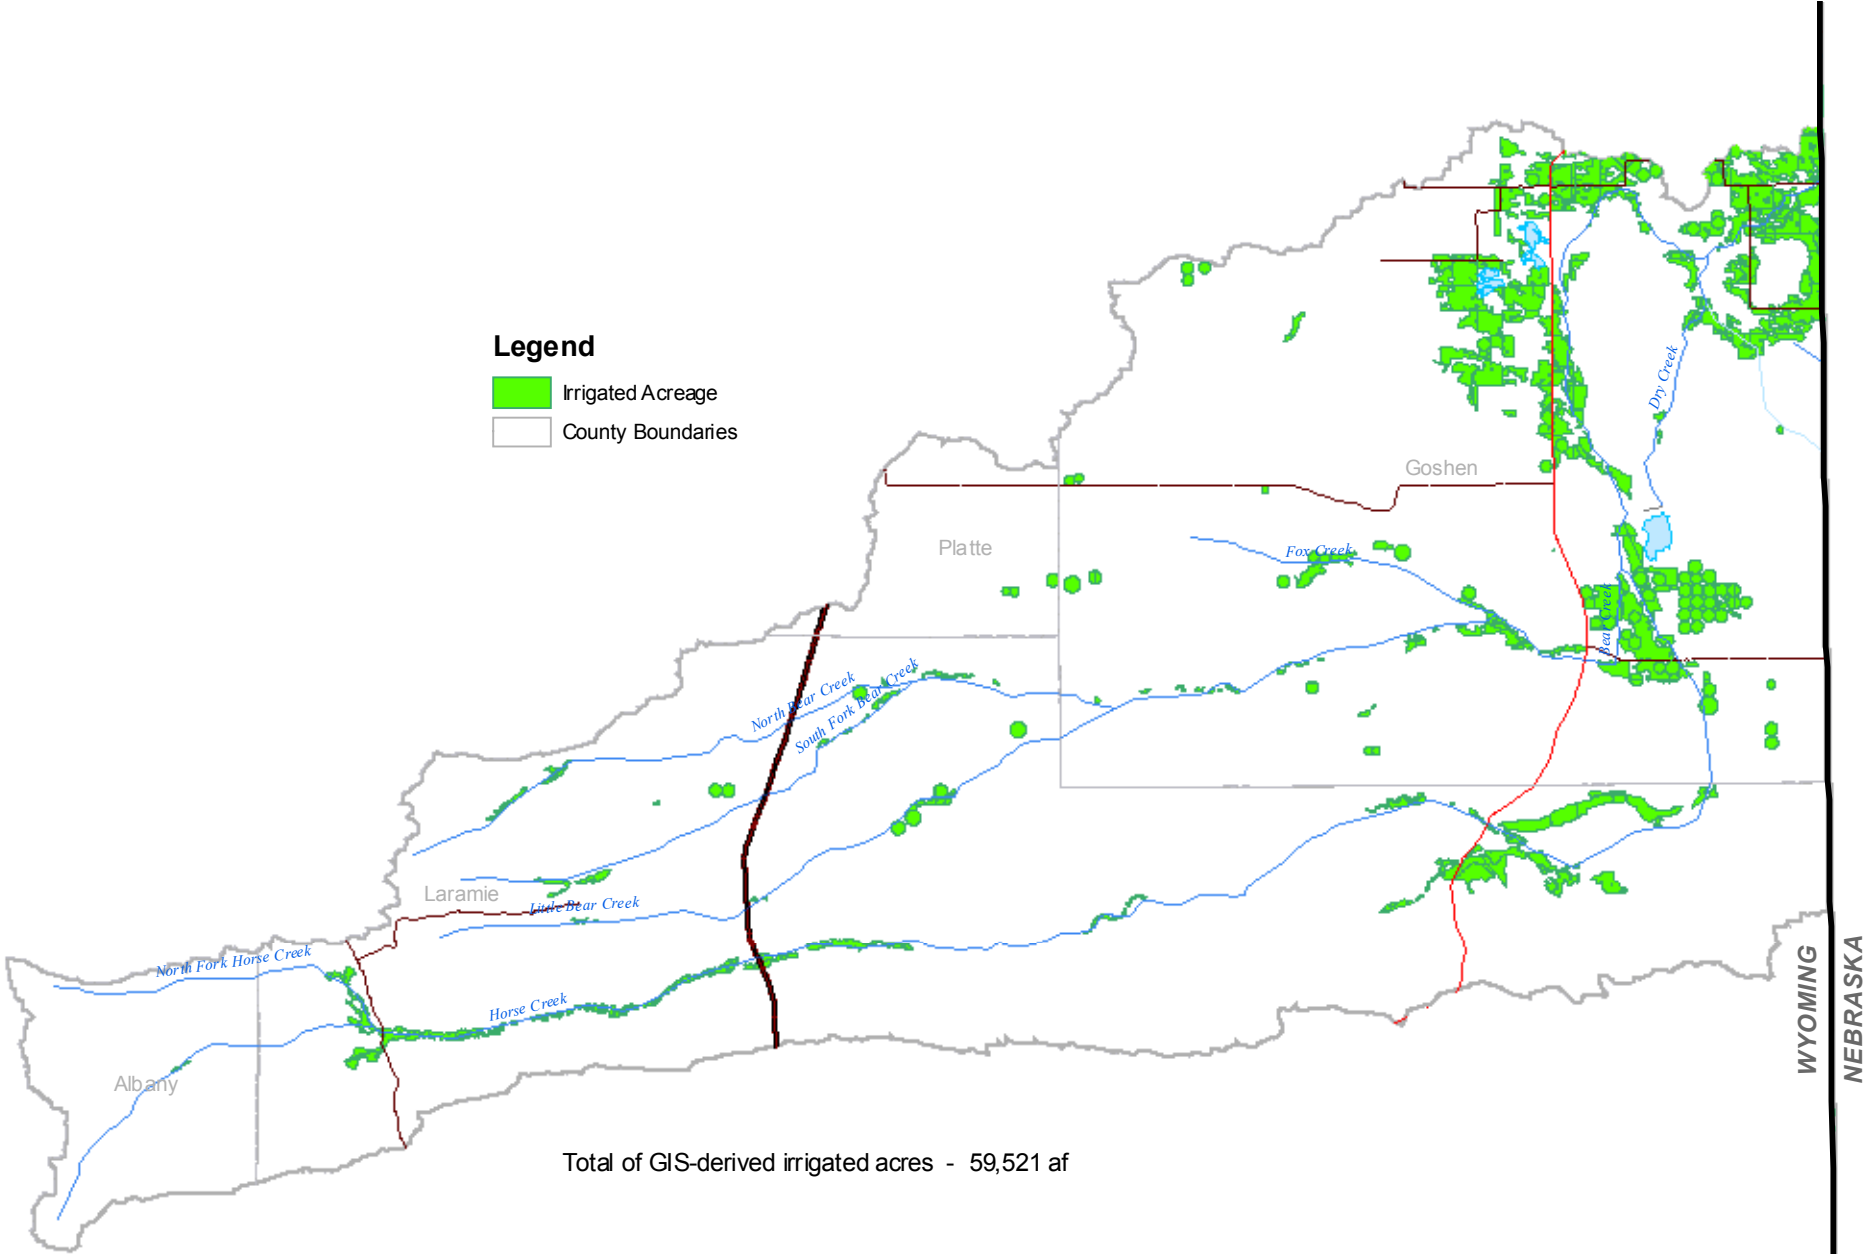 Legend
Irrigated Acreage
County Boundaries
Dry Creek
Goshen
Platte
Fox Creek
Bear Creek
North Bear Creek
South Fork Bear Creek
Laramie
Little Bear Creek
North Fork Horse Creek
Horse Creek
Albany
WYOMING
NEBRASKA
Total of GIS-derived irrigated acres - 59,521 af